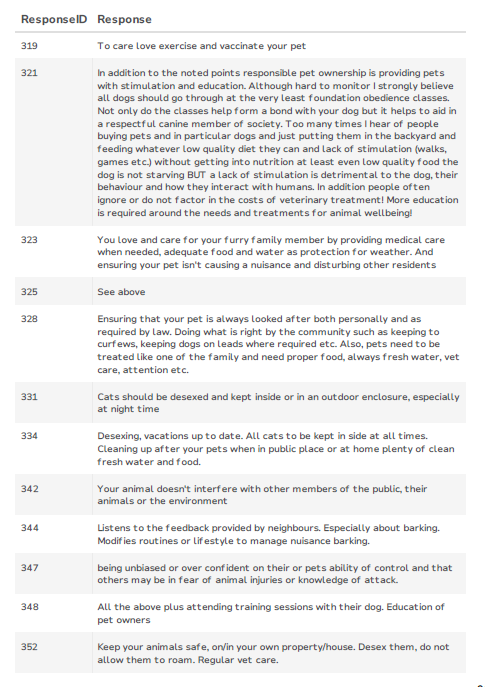 ResponseID Response
319 To care love exercise and vaccinate your pet
321 In addition to the noted points responsible pet ownership is providing pets
with stimulation and education. Although hard to monitor I strongly believe
all dogs should go through at the very least foundation obedience classes.
Not only do the classes help form a bond with your dog but it helps to aid in
a respectful canine member of society. Too many times I hear of people
buying pets and in particular dogs and just putting them in the backyard and
feeding whatever low quality diet they can and lack of stimulation (walks,
games etc.) without getting into nutrition at least even low quality food the
dog is not starving BUT a lack of stimulation is detrimental to the dog, their
behaviour and how they interact with humans. In addition people often
ignore or do not factor in the costs of veterinary treatment! More education
is required around the needs and treatments for animal wellbeing!
323 You love and care for your furry family member by providing medical care
when needed, adequate food and water as protection for weather. And
ensuring your pet isn't causing a nuisance and disturbing other residents
325 See above
328 Ensuring that your pet is always looked after both personally and as
required by law. Doing what is right by the community such as keeping to
curfews, keeping dogs on leads where required etc. Also, pets need to be
treated like one of the family and need proper food, always fresh water, vet
care, attention etc.
331 Cats should be desexed and kept inside or in an outdoor enclosure, especially
at night time
334 Desexing, vacations up to date. All cats to be kept in side at all times.
Cleaning up after your pets when in public place or at home plenty of clean
fresh water and food.
342 Your animal doesn't interfere with other members of the public, their
animals or the environment
344 Listens to the feedback provided by neighbours. Especially about barking.
Modifies routines or lifestyle to manage nuisance barking.
347 being unbiased or over confident on their or pets ability of control and that
others may be in fear of animal injuries or knowledge of attack.
348 All the above plus attending training sessions with their dog. Education of
pet owners
352 Keep your animals safe, on/in your own property/house. Desex them, do not
allow them to roam. Regular vet care.